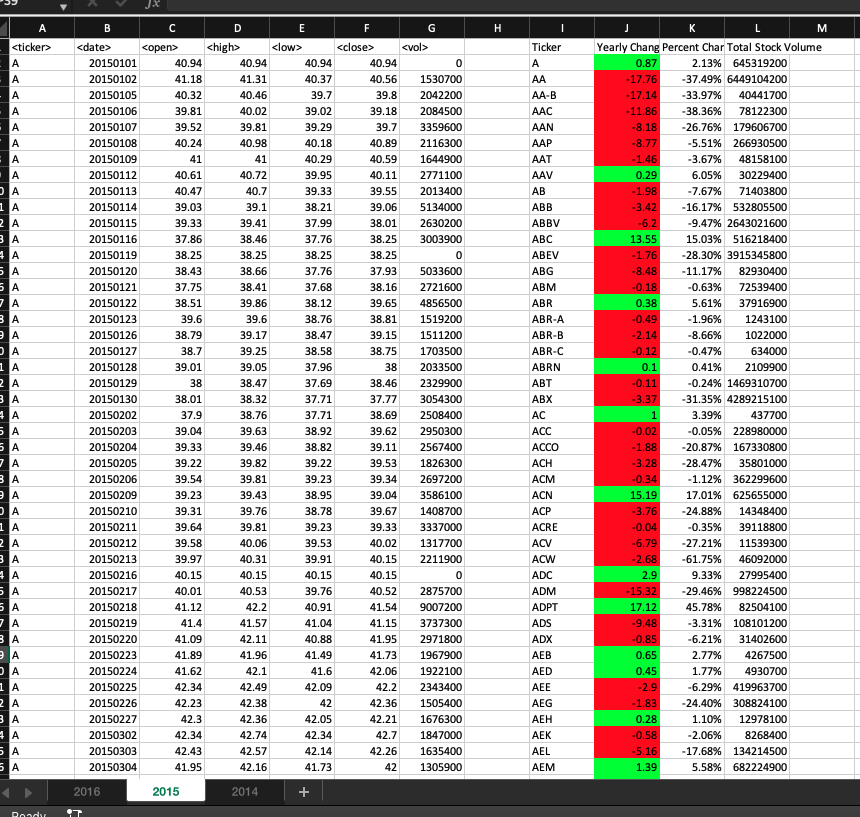 fx
A B C D E F G H I J K L M
<ticker> <date> <open> <high> <low> <close> <vol> Ticker Yearly Chang Percent Char Total Stock Volume
A 20150101 40.94 40.94 40.94 40.94 0 A 0.87 2.13% 645319200
A 20150102 41.18 41.31 40.37 40.56 1530700 AA -17.76 -37.49% 6449104200
A 20150105 40.32 40.46 39.7 39.8 2042200 AA-B -17.14 -33.97% 40441700
A 20150106 39.81 40.02 39.02 39.18 2084500 AAC -11.86 -38.36% 78122300
A 20150107 39.52 39.81 39.29 39.7 3359600 AAN -8.18 -26.76% 179606700
A 20150108 40.24 40.98 40.18 40.89 2116300 AAP -8.77 -5.51% 266930500
A 20150109 41 41 40.29 40.59 1644900 AAT -1.46 -3.67% 48158100
A 20150112 40.61 40.72 39.95 40.11 2771100 AAV 0.29 6.05% 30229400
A 20150113 40.47 40.7 39.33 39.55 2013400 AB -1.98 -7.67% 71403800
A 20150114 39.03 39.1 38.21 39.06 5134000 ABB -3.42 -16.17% 532805500
A 20150115 39.33 39.41 37.99 38.01 2630200 ABBV -6.2 -9.47% 2643021600
A 20150116 37.86 38.46 37.76 38.25 3003900 ABC 13.55 15.03% 516218400
A 20150119 38.25 38.25 38.25 38.25 0 ABEV -1.76 -28.30% 3915345800
A 20150120 38.43 38.66 37.76 37.93 5033600 ABG -8.48 -11.17% 82930400
A 20150121 37.75 38.41 37.68 38.16 2721600 ABM -0.18 -0.63% 72539400
A 20150122 38.51 39.86 38.12 39.65 4856500 ABR 0.38 5.61% 37916900
A 20150123 39.6 39.6 38.76 38.81 1519200 ABR-A -0.49 -1.96% 1243100
A 20150126 38.79 39.17 38.47 39.15 1511200 ABR-B -2.14 -8.66% 1022000
A 20150127 38.7 39.25 38.58 38.75 1703500 ABR-C -0.12 -0.47% 634000
A 20150128 39.01 39.05 37.96 38 2033500 ABRN 0.1 0.41% 2109900
A 20150129 38 38.47 37.69 38.46 2329900 ABT -0.11 -0.24% 1469310700
A 20150130 38.01 38.32 37.71 37.77 3054300 ABX -3.37 -31.35% 4289215100
A 20150202 37.9 38.76 37.71 38.69 2508400 AC 1 3.39% 437700
A 20150203 39.04 39.63 38.92 39.62 2950300 ACC -0.02 -0.05% 228980000
A 20150204 39.33 39.46 38.82 39.11 2567400 ACCO -1.88 -20.87% 167330800
A 20150205 39.22 39.82 39.22 39.53 1826300 ACH -3.28 -28.47% 35801000
A 20150206 39.54 39.81 39.23 39.34 2697200 ACM -0.34 -1.12% 362299600
A 20150209 39.23 39.43 38.95 39.04 3586100 ACN 15.19 17.01% 625655000
A 20150210 39.31 39.76 38.78 39.67 1408700 ACP -3.76 -24.88% 14348400
A 20150211 39.64 39.81 39.23 39.33 3337000 ACRE -0.04 -0.35% 39118800
A 20150212 39.58 40.06 39.53 40.02 1317700 ACV -6.79 -27.21% 11539300
A 20150213 39.97 40.31 39.91 40.15 2211900 ACW -2.68 -61.75% 46092000
A 20150216 40.15 40.15 40.15 40.15 0 ADC 2.9 9.33% 27995400
A 20150217 40.01 40.53 39.76 40.52 2875700 ADM -15.32 -29.46% 998224500
A 20150218 41.12 42.2 40.91 41.54 9007200 ADPT 17.12 45.78% 82504100
A 20150219 41.4 41.57 41.04 41.15 3737300 ADS -9.48 -3.31% 108101200
A 20150220 41.09 42.11 40.88 41.95 2971800 ADX -0.85 -6.21% 31402600
A 20150223 41.89 41.96 41.49 41.73 1967900 AEB 0.65 2.77% 4267500
A 20150224 41.62 42.1 41.6 42.06 1922100 AED 0.45 1.77% 4930700
A 20150225 42.34 42.49 42.09 42.2 2343400 AEE -2.9 -6.29% 419963700
A 20150226 42.23 42.38 42 42.36 1505400 AEG -1.83 -24.40% 308824100
A 20150227 42.3 42.36 42.05 42.21 1676300 AEH 0.28 1.10% 12978100
A 20150302 42.34 42.74 42.34 42.7 1847000 AEK -0.58 -2.06% 8268400
A 20150303 42.43 42.57 42.14 42.26 1635400 AEL -5.16 -17.68% 134214500
A 20150304 41.95 42.16 41.73 42 1305900 AEM 1.39 5.58% 682224900
2016 2015 2014 +
Ready